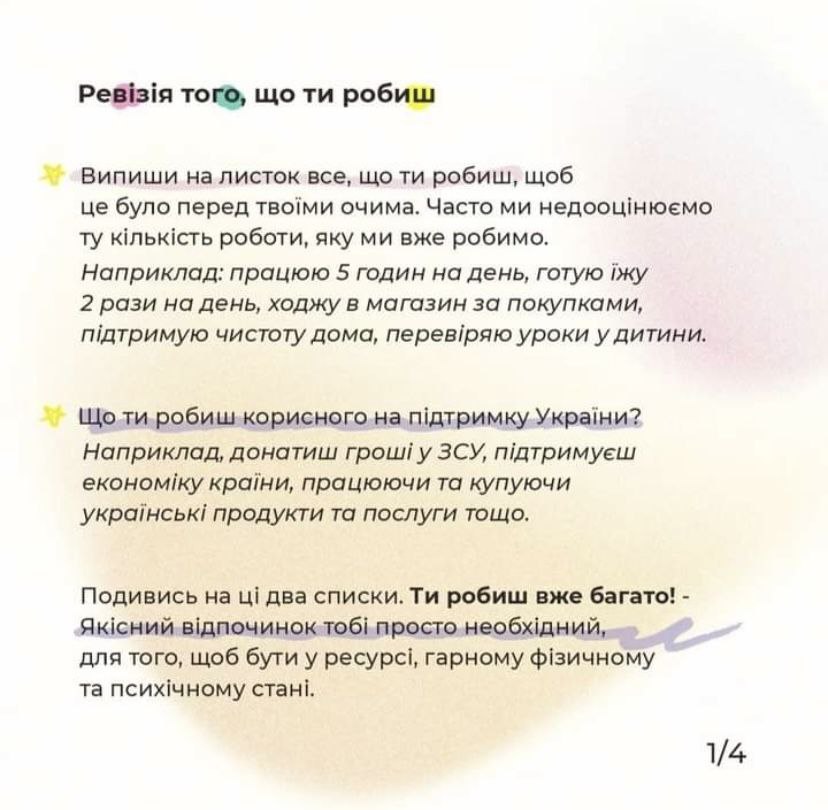 Ревізія того, що ти робиш
Випиши на листок все, що ти робиш, щоб
це було перед твоїми очима. Часто ми недооцінюємо
ту кількість роботи, яку ми вже робимо.
Наприклад: працюю 5 годин на день, готую їжу
2 рази на день, ходжу в магазин за покупками,
підтримую чистоту дома, перевіряю уроки у дитини.
Що ти робиш корисного на підтримку України?
Наприклад, донатиш гроші у ЗСУ, підтримуєш
економіку країни, працюючи та купуючи
українські продукти та послуги тощо.
Подивись на ці два списки. Ти робиш вже багато! -
Якісний відпочинок тобі просто необхідний,
для того, щоб бути у ресурсі, гарному фізичному
та психічному стані.
1/4